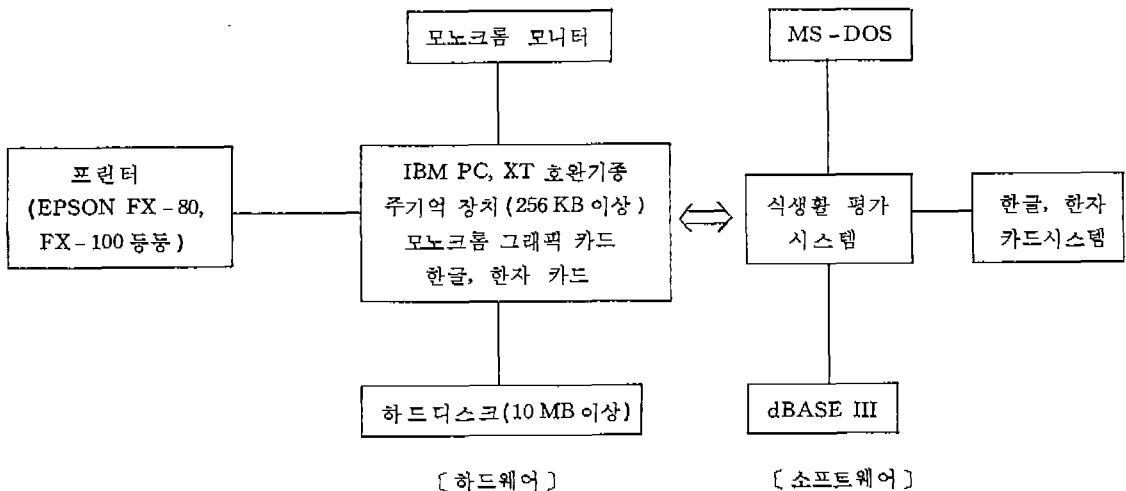 모노크롬 모니터
MS-DOS
프린터
(EPSON FX-80,
FX-100 등등)
IBM PC, XT 호환기종
주기억 장치(256 KB 이상)
모노크롬 그래픽 카드
한글, 한자 카드
식생활 평가
시스템
한글, 한자
카드시스템
하드디스크(10 MB 이상)
dBASE III
〔하드웨어〕
〔소프트웨어〕